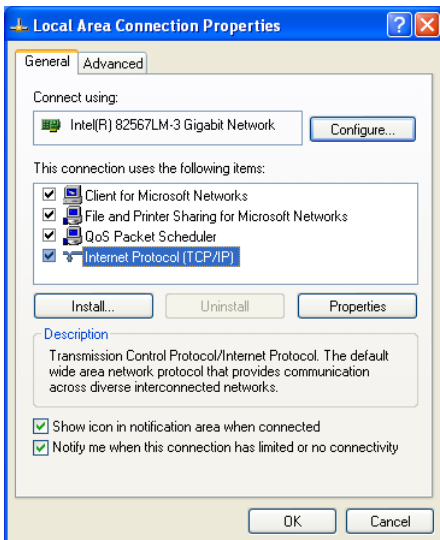 Local Area Connection Properties
General Advanced
Connect using:
Intel(R) 82567LM-3 Gigabit Network Configure...
This connection uses the following items:
Client for Microsoft Networks
File and Printer Sharing for Microsoft Networks
QoS Packet Scheduler
Internet Protocol (TCP/IP)
Install... Uninstall Properties
Description
Transmission Control Protocol/Internet Protocol. The default
wide area network protocol that provides communication
across diverse interconnected networks.
Show icon in notification area when connected
Notify me when this connection has limited or no connectivity
OK Cancel